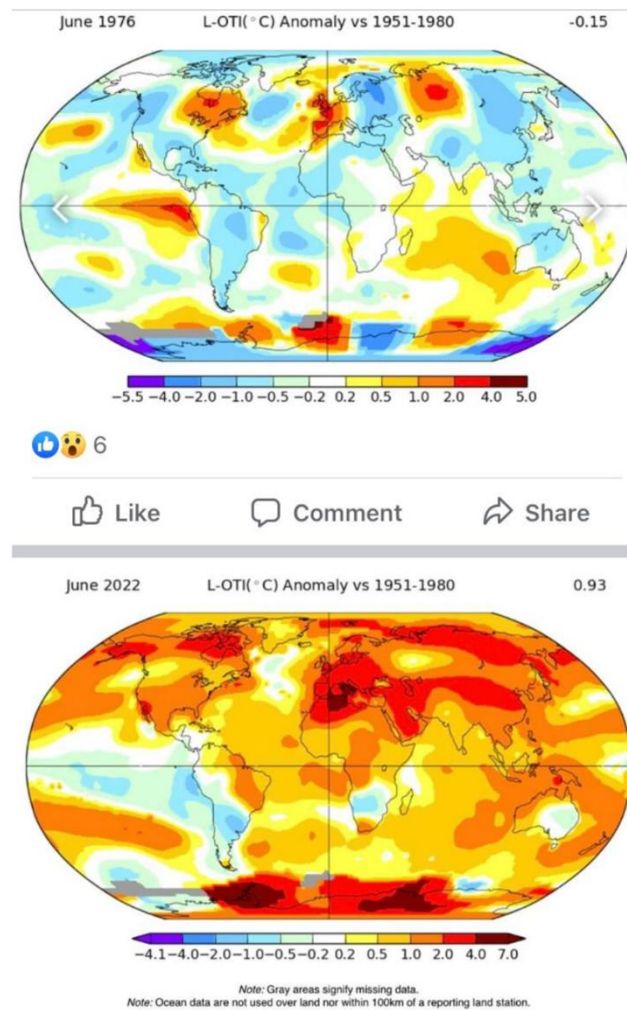 June 1976 L-OTI(°C) Anomaly vs 1951-1980 -0.15
-5.5 -4.0 -2.0 -1.0 -0.5 -0.2 0.2 0.5 1.0 2.0 4.0 5.0
6
Like Comment Share
June 2022 L-OTI(°C) Anomaly vs 1951-1980 0.93
-4.1 -4.0 -2.0 -1.0 -0.5 -0.2 0.2 0.5 1.0 2.0 4.0 7.0
Note: Gray areas signify missing data.
Note: Ocean data are not used over land nor within 100km of a reporting land station.